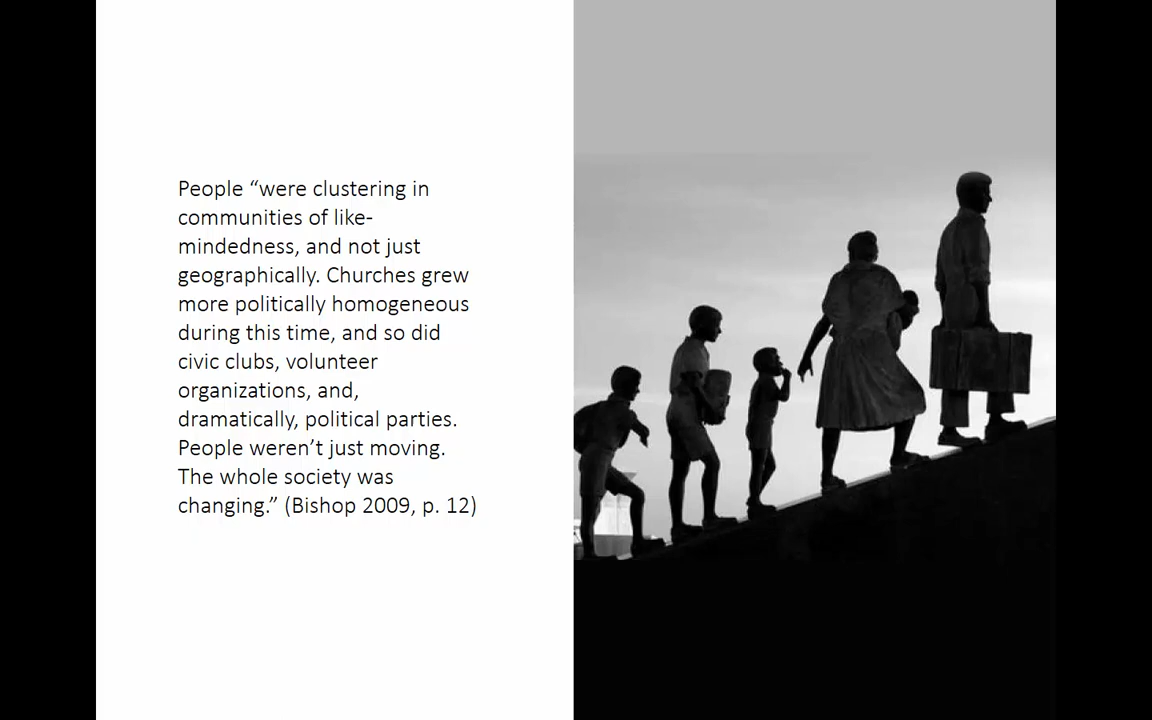 People “were clustering in
communities of like-
mindedness, and not just
geographically. Churches grew
more politically homogeneous
during this time, and so did
civic clubs, volunteer
organizations, and,
dramatically, political parties.
People weren’t just moving.
The whole society was
changing.” (Bishop 2009, p. 12)